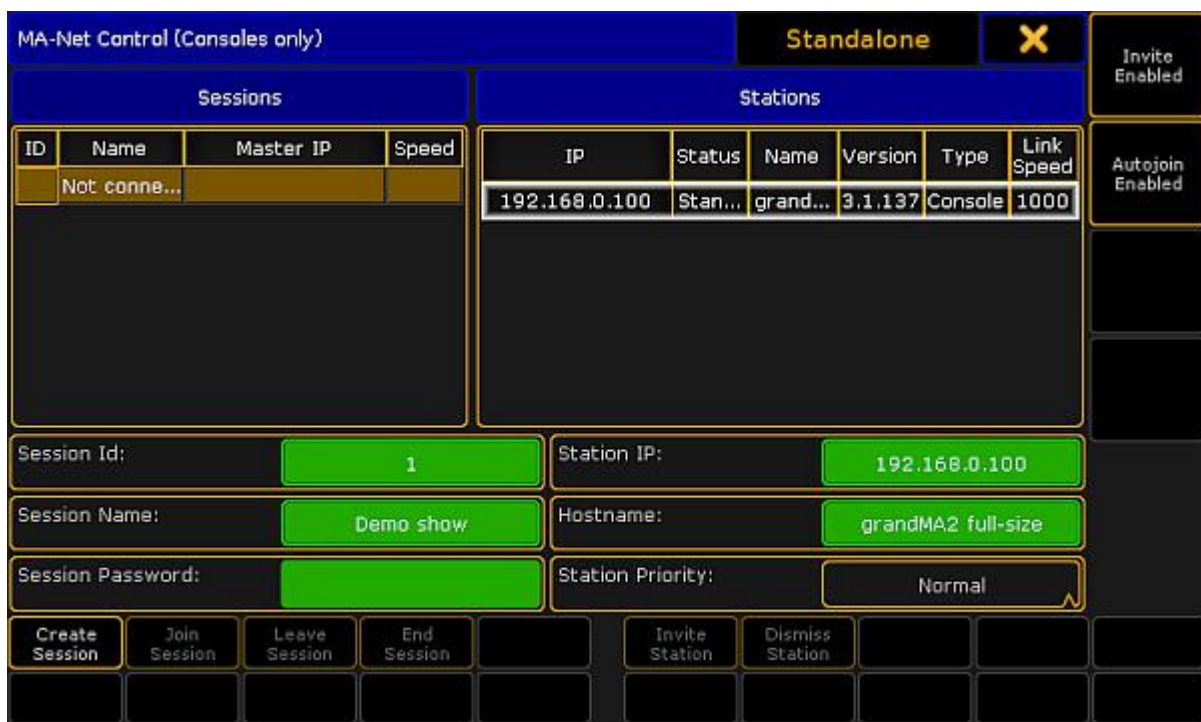 MA-Net Control (Consoles only)
Standalone
Invite
Enabled
Sessions
Stations
ID Name Master IP Speed
IP Status Name Version Type Link Speed
Autojoin
Enabled
Not conne...
192.168.0.100 Stan... grand... 3.1.137 Console 1000
Session Id: 1
Station IP: 192.168.0.100
Session Name: Demo show
Hostname: grandMA2 full-size
Session Password:
Station Priority: Normal
Create
Session
Join
Session
Leave
Session
End
Session
Invite
Station
Dismiss
Station